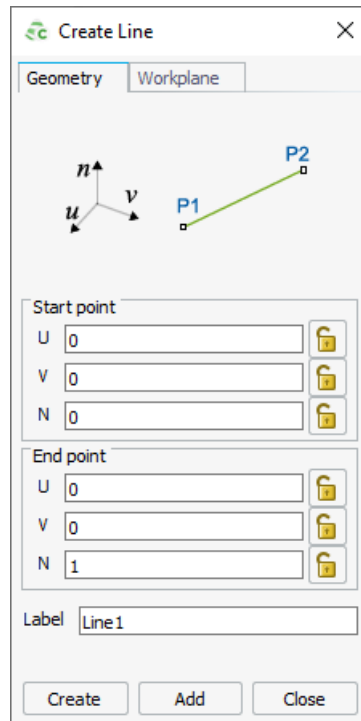 Create Line
Geometry Workplane
n
v
u
P1
P2
Start point
U 0
V 0
N 0
End point
U 0
V 0
N 1
Label Line1
Create Add Close